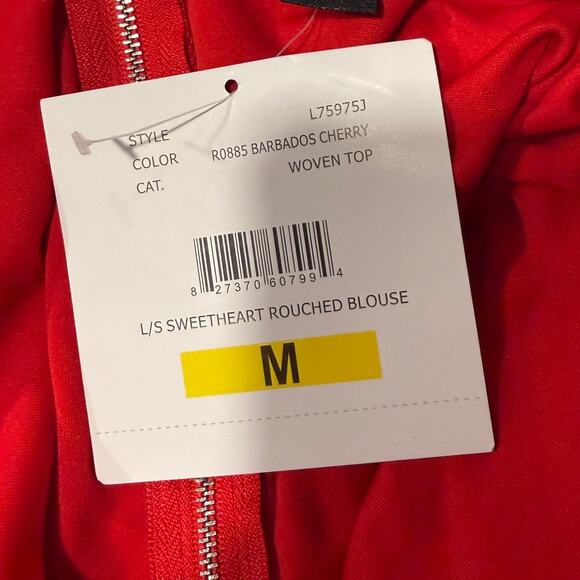 STYLE L75975J
COLOR R0885 BARBADOS CHERRY
CAT. WOVEN TOP
8 27370 60799 4
L/S SWEETHEART ROUCHED BLOUSE
M